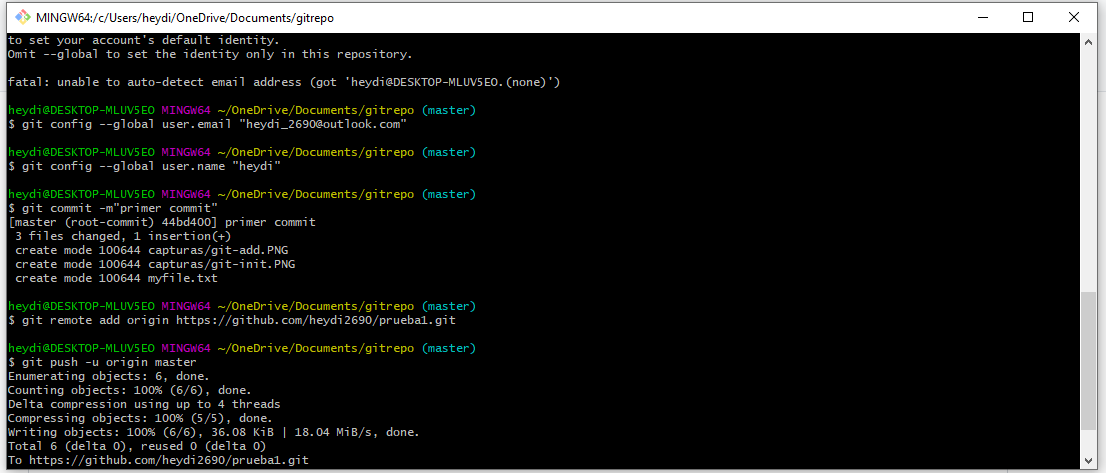 MINGW64:/c/Users/heydi/OneDrive/Documents/gitrepo
to set your account's default identity.
Omit --global to set the identity only in this repository.
fatal: unable to auto-detect email address (got 'heydi@DESKTOP-MLUV5EO.(none)')
heydi@DESKTOP-MLUV5EO MINGW64 ~/OneDrive/Documents/gitrepo (master)
$ git config --global user.email "heydi_2690@outlook.com"
heydi@DESKTOP-MLUV5EO MINGW64 ~/OneDrive/Documents/gitrepo (master)
$ git config --global user.name "heydi"
heydi@DESKTOP-MLUV5EO MINGW64 ~/OneDrive/Documents/gitrepo (master)
$ git commit -m"primer commit"
[master (root-commit) 44bd400] primer commit
 3 files changed, 1 insertion(+)
 create mode 100644 capturas/git-add.PNG
 create mode 100644 capturas/git-init.PNG
 create mode 100644 myfile.txt
heydi@DESKTOP-MLUV5EO MINGW64 ~/OneDrive/Documents/gitrepo (master)
$ git remote add origin https://github.com/heydi2690/prueba1.git
heydi@DESKTOP-MLUV5EO MINGW64 ~/OneDrive/Documents/gitrepo (master)
$ git push -u origin master
Enumerating objects: 6, done.
Counting objects: 100% (6/6), done.
Delta compression using up to 4 threads
Compressing objects: 100% (5/5), done.
Writing objects: 100% (6/6), 36.08 KiB | 18.04 MiB/s, done.
Total 6 (delta 0), reused 0 (delta 0)
To https://github.com/heydi2690/prueba1.git